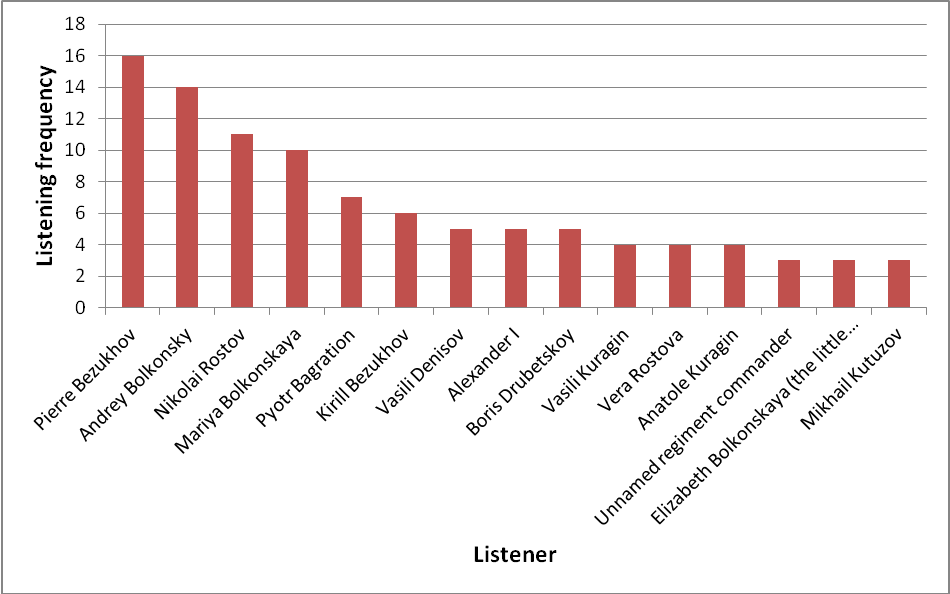 18
16
14
12
10
8
6
4
2
0
Listening frequency
Pierre Bezukhov
Andrey Bolkonsky
Nikolai Rostov
Mariya Bolkonskaya
Pyotr Bagration
Kirill Bezukhov
Vasili Denisov
Alexander I
Boris Drubetskoy
Vasili Kuragin
Vera Rostova
Anatole Kuragin
Unnamed regiment commander
Elizabeth Bolkonskaya (the little...
Mikhail Kutuzov
Listener